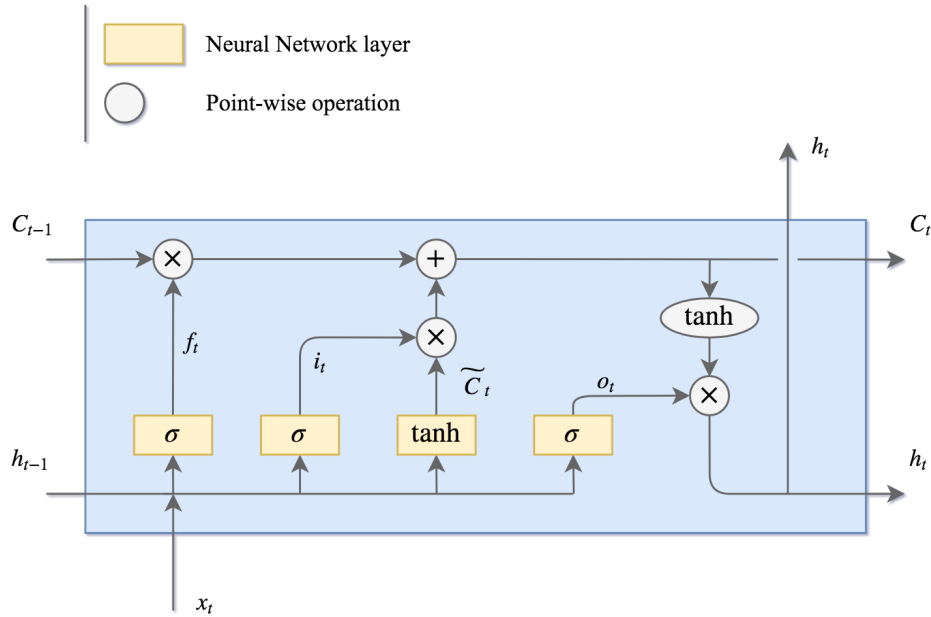 Neural Network layer
Point-wise operation
h_t
C_{t-1}
C_t
×
+
tanh
f_t
i_t
×
C̃_t
o_t
×
σ
σ
tanh
σ
h_{t-1}
h_t
x_t